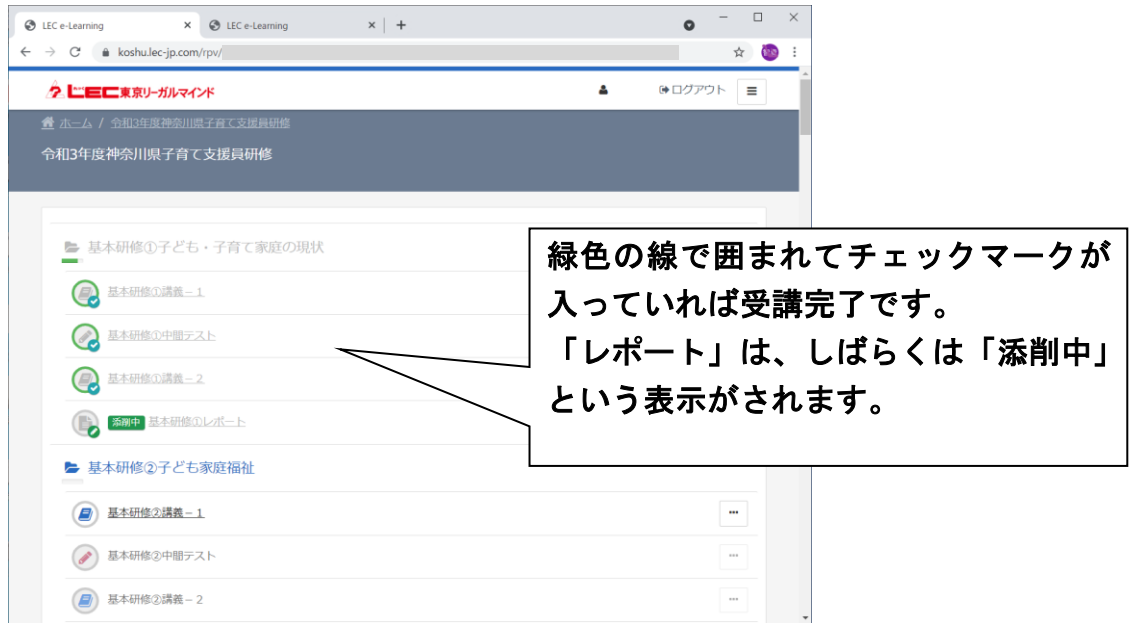 LEC e-Learning
LEC e-Learning
koshu.lec-jp.com/rpv/
LEC東京リーガルマインド
ログアウト
ホーム / 令和3年度神奈川県子育て支援員研修
令和3年度神奈川県子育て支援員研修
基本研修①子ども・子育て家庭の現状
基本研修①講義－1
基本研修①中間テスト
基本研修①講義－2
添削中 基本研修①レポート
緑色の線で囲まれてチェックマークが
入っていれば受講完了です。
「レポート」は、しばらくは「添削中」
という表示がされます。
基本研修②子ども家庭福祉
基本研修②講義－1
基本研修②中間テスト
基本研修②講義－2